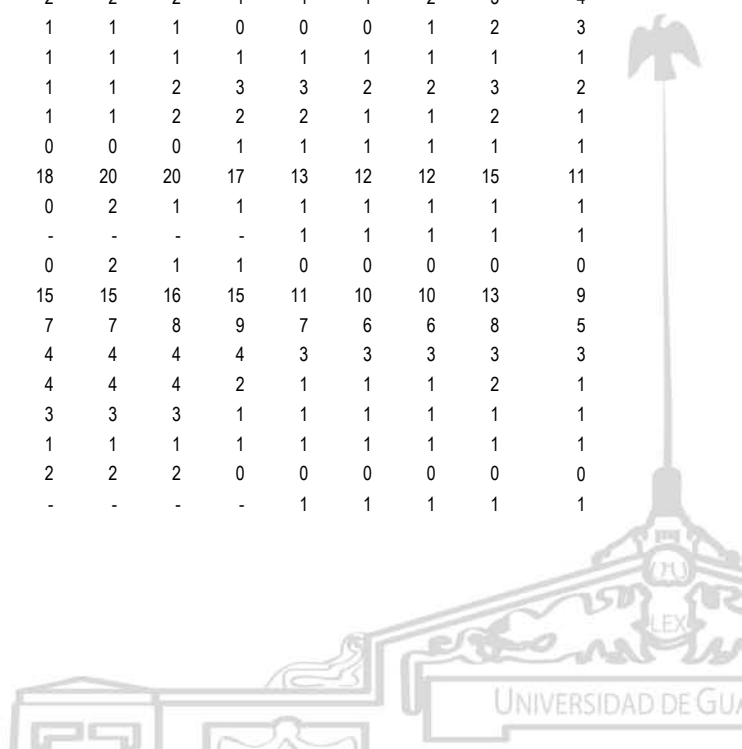 1 1 1 0 0 0 1 2 3
1 1 1 1 1 1 1 1 1
1 1 2 3 3 2 2 3 2
1 1 2 2 2 1 1 2 1
0 0 0 1 1 1 1 1 1
18 20 20 17 13 12 12 15 11
0 2 1 1 1 1 1 1 1
- - - - 1 1 1 1 1
0 2 1 1 0 0 0 0 0
15 15 16 15 11 10 10 13 9
7 7 8 9 7 6 6 8 5
4 4 4 4 3 3 3 3 3
4 4 4 2 1 1 1 2 1
3 3 3 1 1 1 1 1 1
1 1 1 1 1 1 1 1 1
2 2 2 0 0 0 0 0 0
- - - - 1 1 1 1 1
LEX
UNIVERSIDAD DE GUA